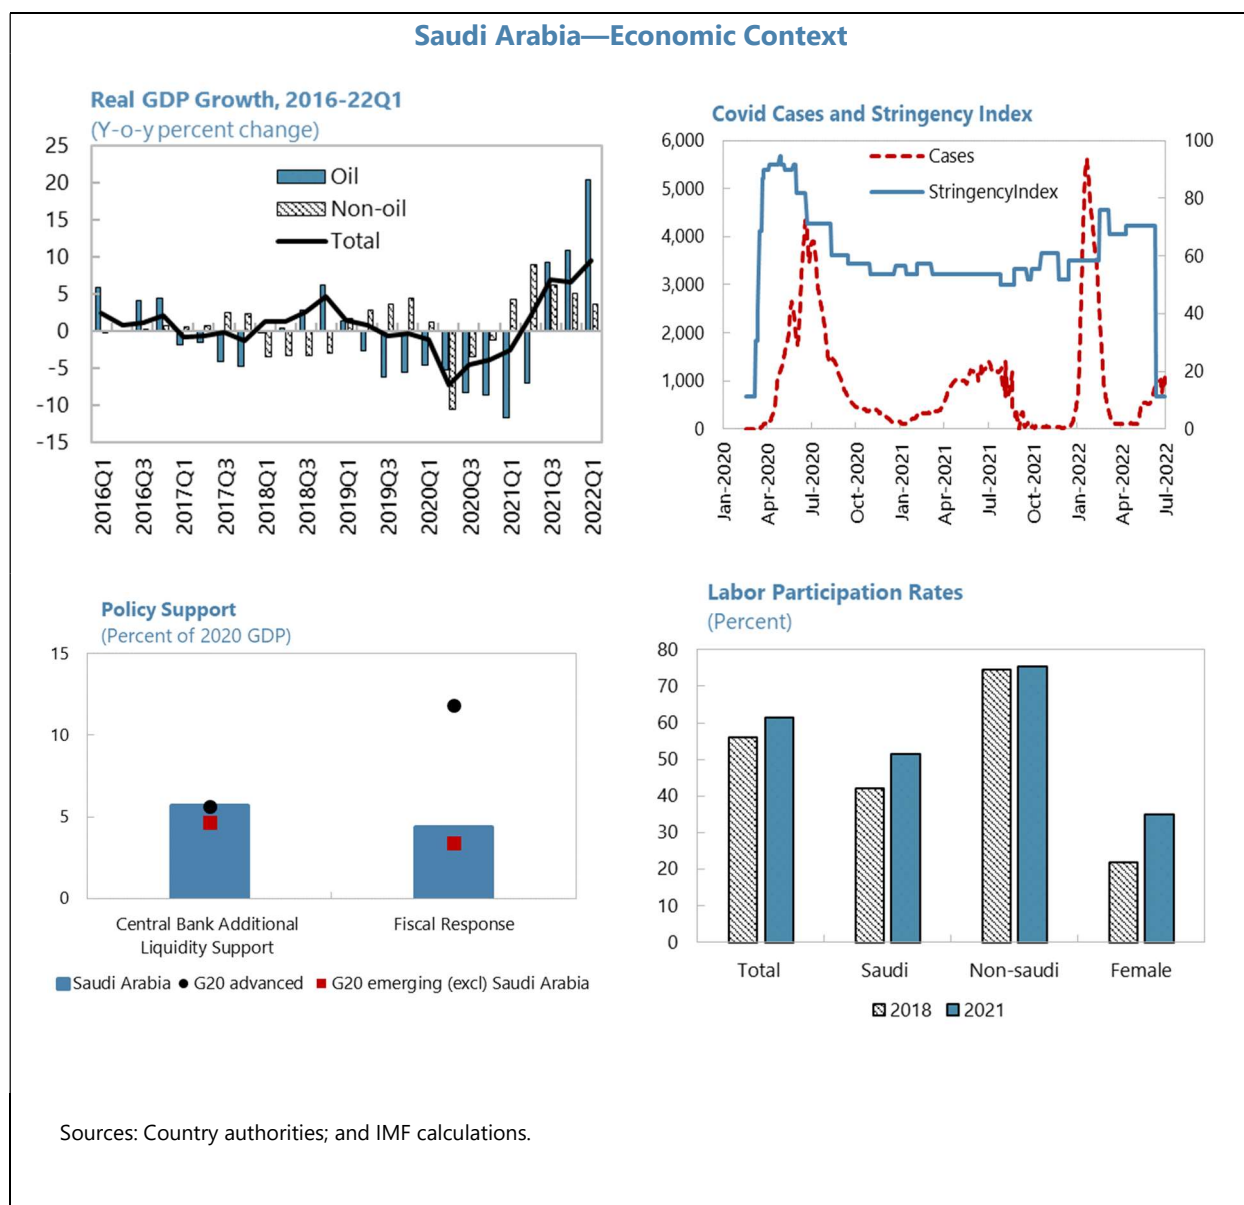 Saudi Arabia—Economic Context
Real GDP Growth, 2016-22Q1
(Y-o-y percent change)
25
20
15
10
5
0
-5
-10
-15
Oil
Non-oil
Total
2016Q1
2016Q3
2017Q1
2017Q3
2018Q1
2018Q3
2019Q1
2019Q3
2020Q1
2020Q3
2021Q1
2021Q3
2022Q1
Covid Cases and Stringency Index
6,000
5,000
4,000
3,000
2,000
1,000
0
100
80
60
40
20
0
Cases
StringencyIndex
Jan-2020
Apr-2020
Jul-2020
Oct-2020
Jan-2021
Apr-2021
Jul-2021
Oct-2021
Jan-2022
Apr-2022
Jul-2022
Policy Support
(Percent of 2020 GDP)
15
10
5
0
Central Bank Additional
Liquidity Support
Fiscal Response
Saudi Arabia
G20 advanced
G20 emerging (excl) Saudi Arabia
Labor Participation Rates
(Percent)
80
70
60
50
40
30
20
10
0
Total
Saudi
Non-saudi
Female
2018
2021
Sources: Country authorities; and IMF calculations.